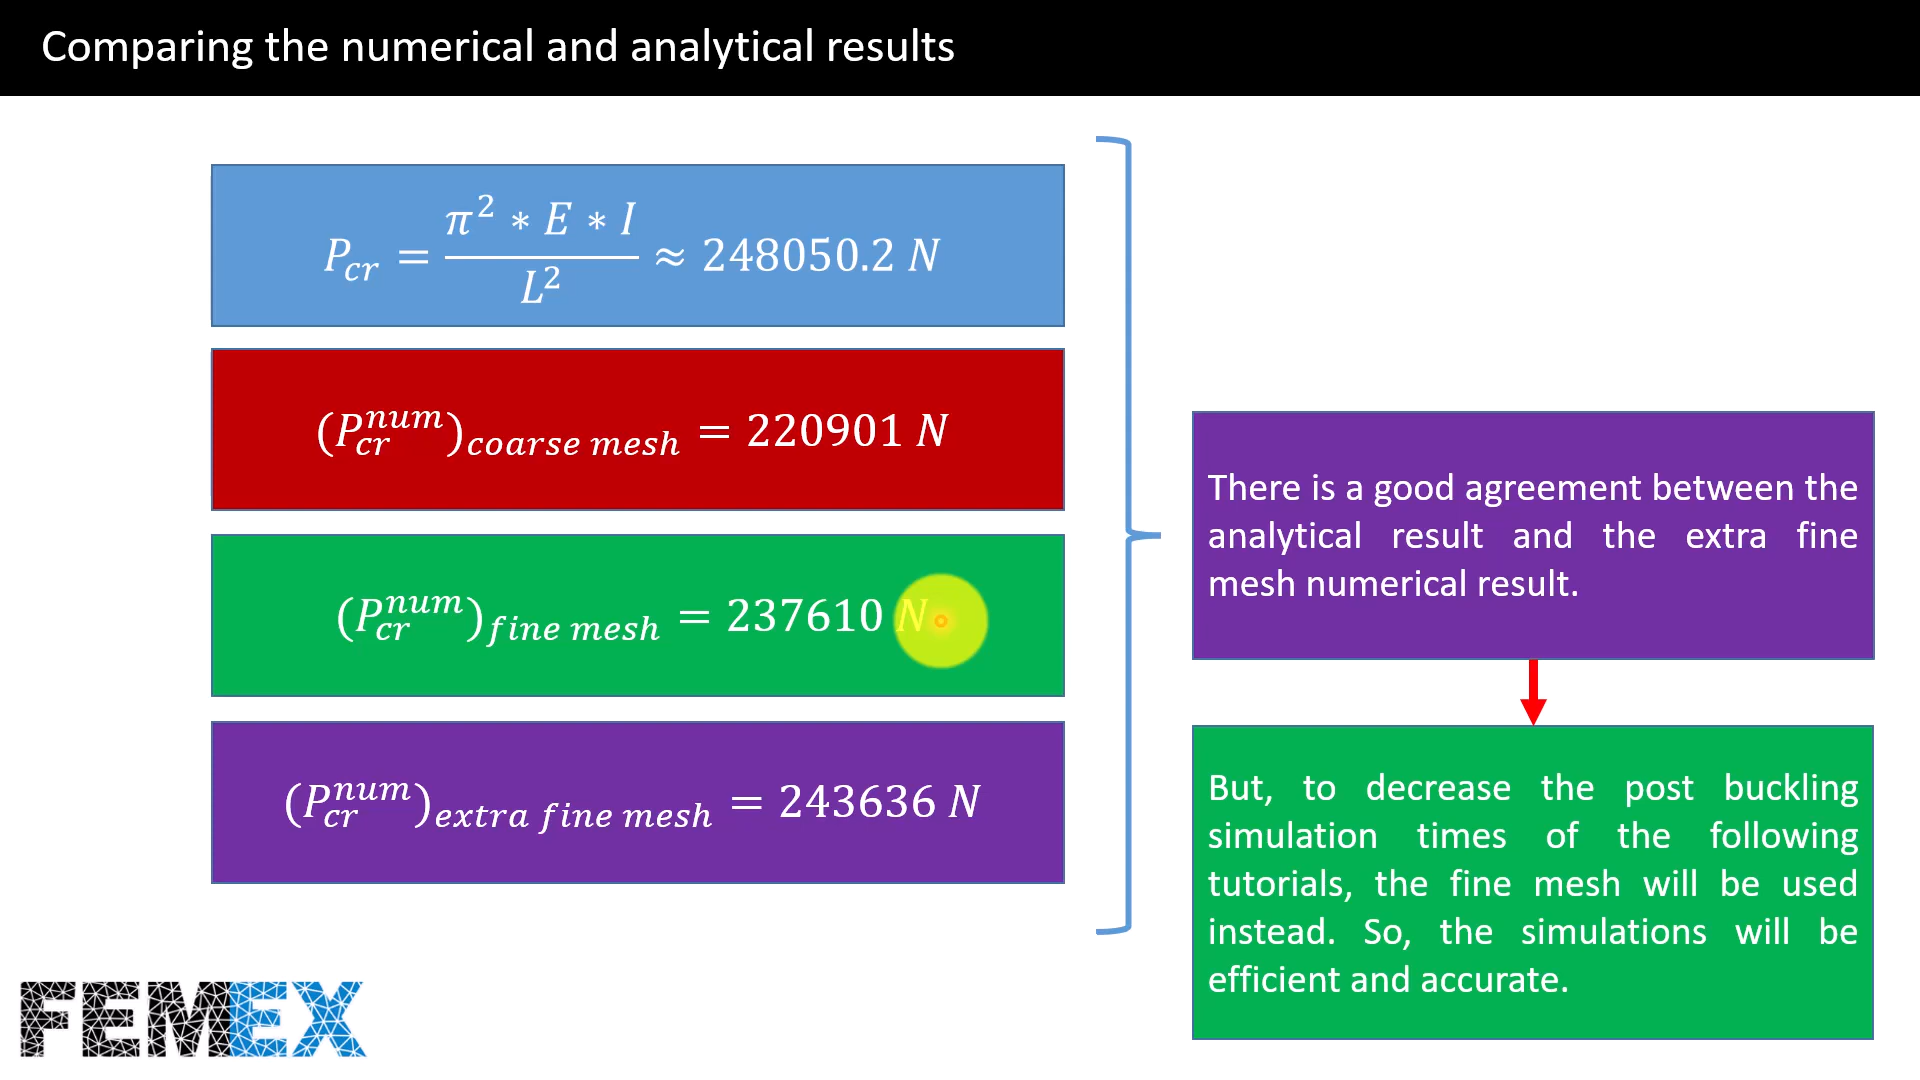 Comparing the numerical and analytical results
P_cr = (π² * E * I) / L² ≈ 248050.2 N
(P_cr^num)_coarse mesh = 220901 N
(P_cr^num)_fine mesh = 237610 N
(P_cr^num)_extra fine mesh = 243636 N
There is a good agreement between the
analytical result and the extra fine
mesh numerical result.
But, to decrease the post buckling
simulation times of the following
tutorials, the fine mesh will be used
instead. So, the simulations will be
efficient and accurate.
FEMEX